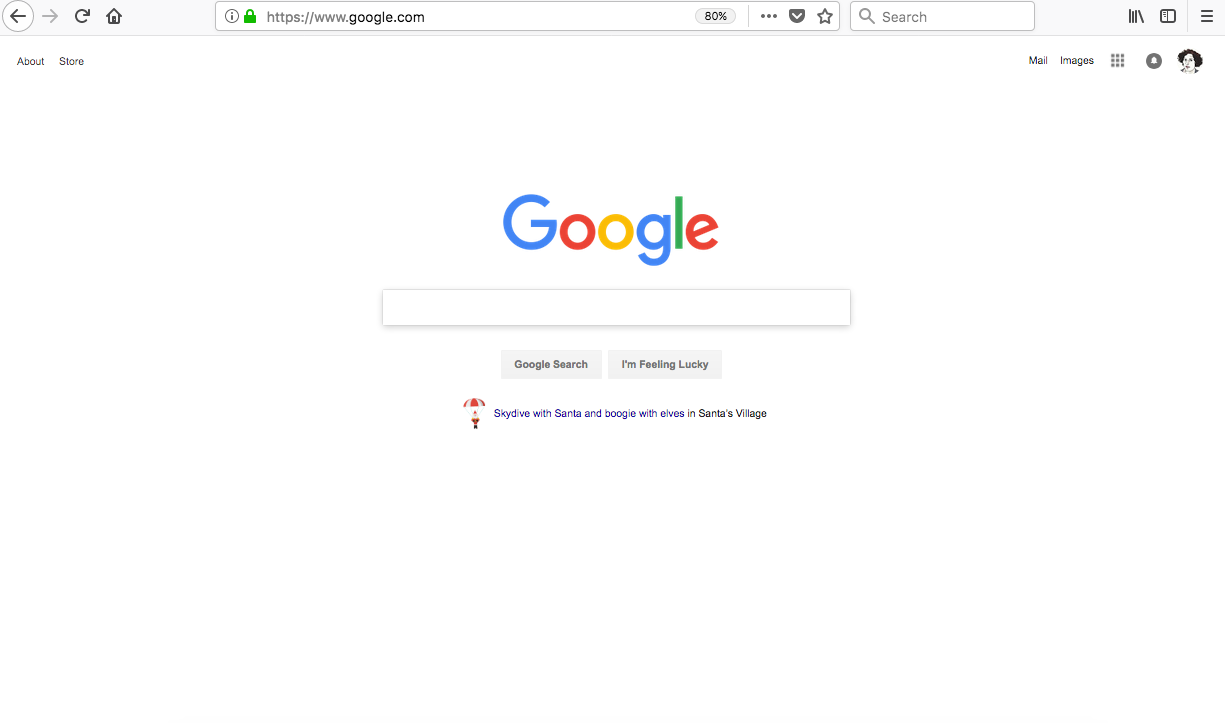 https://www.google.com 80% Search
About Store Mail Images
Google
Google Search I'm Feeling Lucky
Skydive with Santa and boogie with elves in Santa's Village